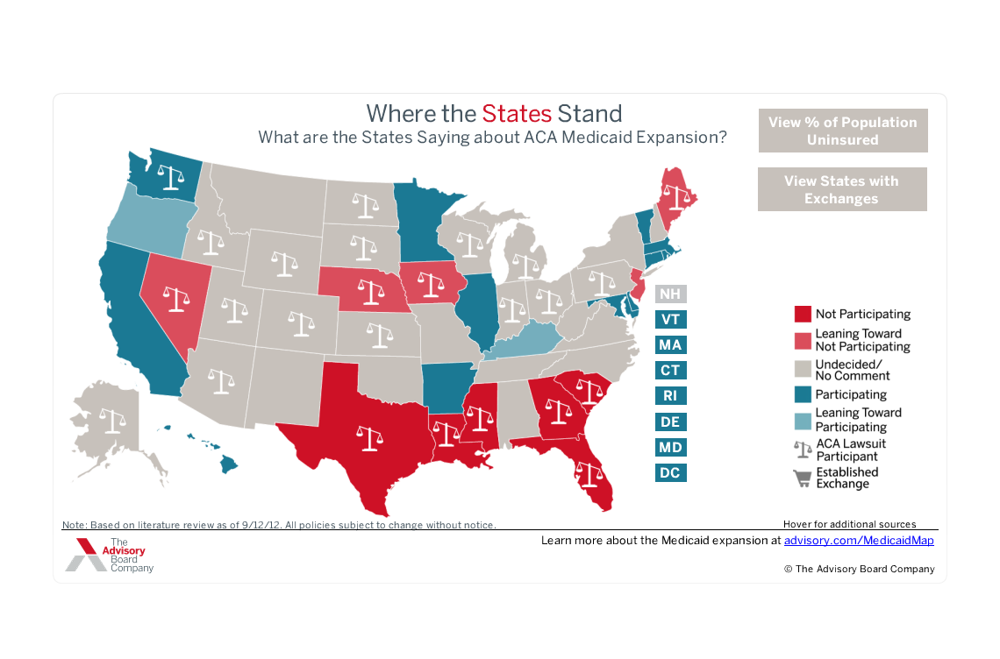 Where the States Stand
What are the States Saying about ACA Medicaid Expansion?
View % of Population
Uninsured
View States with
Exchanges
NH
VT
MA
CT
RI
DE
MD
DC
Not Participating
Leaning Toward
Not Participating
Undecided/
No Comment
Participating
Leaning Toward
Participating
ACA Lawsuit
Participant
Established
Exchange
Note: Based on literature review as of 9/12/12. All policies subject to change without notice.
Hover for additional sources
The
Advisory
Board
Company
Learn more about the Medicaid expansion at advisory.com/MedicaidMap
© The Advisory Board Company